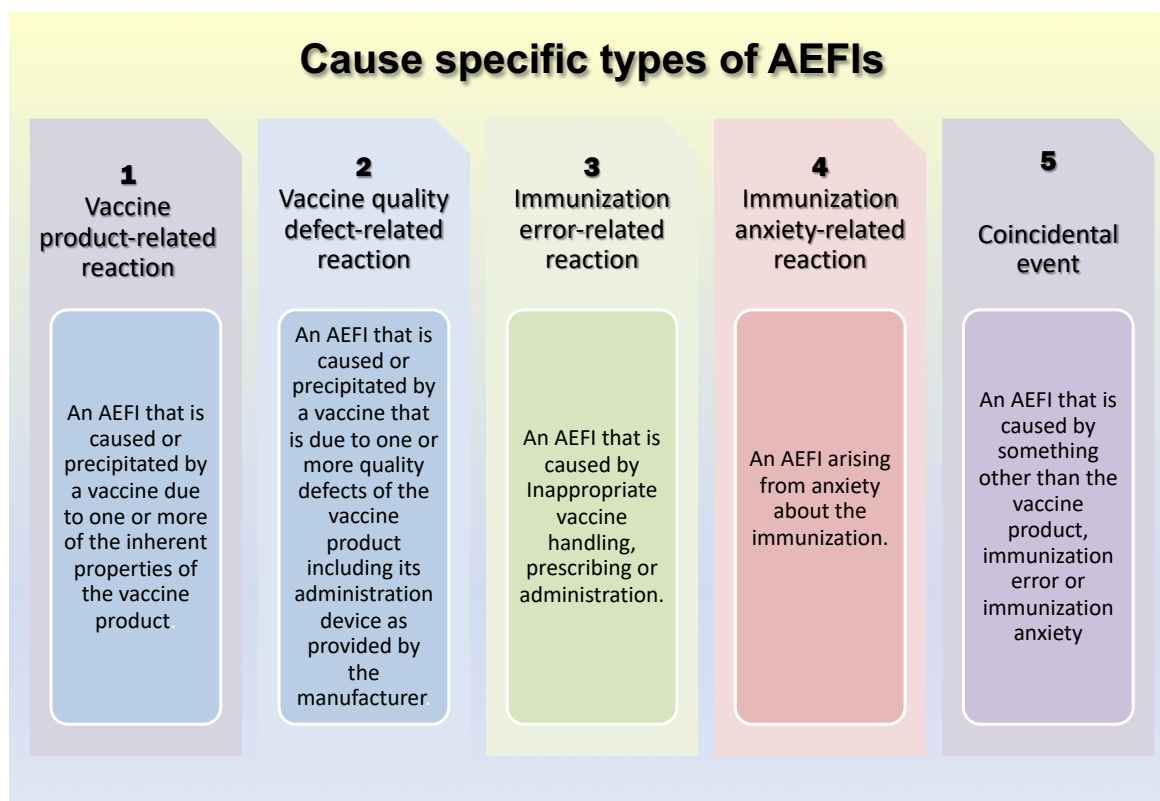 Cause specific types of AEFIs
1
Vaccine
product-related
reaction
An AEFI that is
caused or
precipitated by
a vaccine due
to one or more
of the inherent
properties of
the vaccine
product.
2
Vaccine quality
defect-related
reaction
An AEFI that is
caused or
precipitated by
a vaccine that
is due to one or
more quality
defects of the
vaccine
product
including its
administration
device as
provided by
the
manufacturer.
3
Immunization
error-related
reaction
An AEFI that is
caused by
Inappropriate
vaccine
handling,
prescribing or
administration.
4
Immunization
anxiety-related
reaction
An AEFI arising
from anxiety
about the
immunization.
5
Coincidental
event
An AEFI that is
caused by
something
other than the
vaccine
product,
immunization
error or
immunization
anxiety